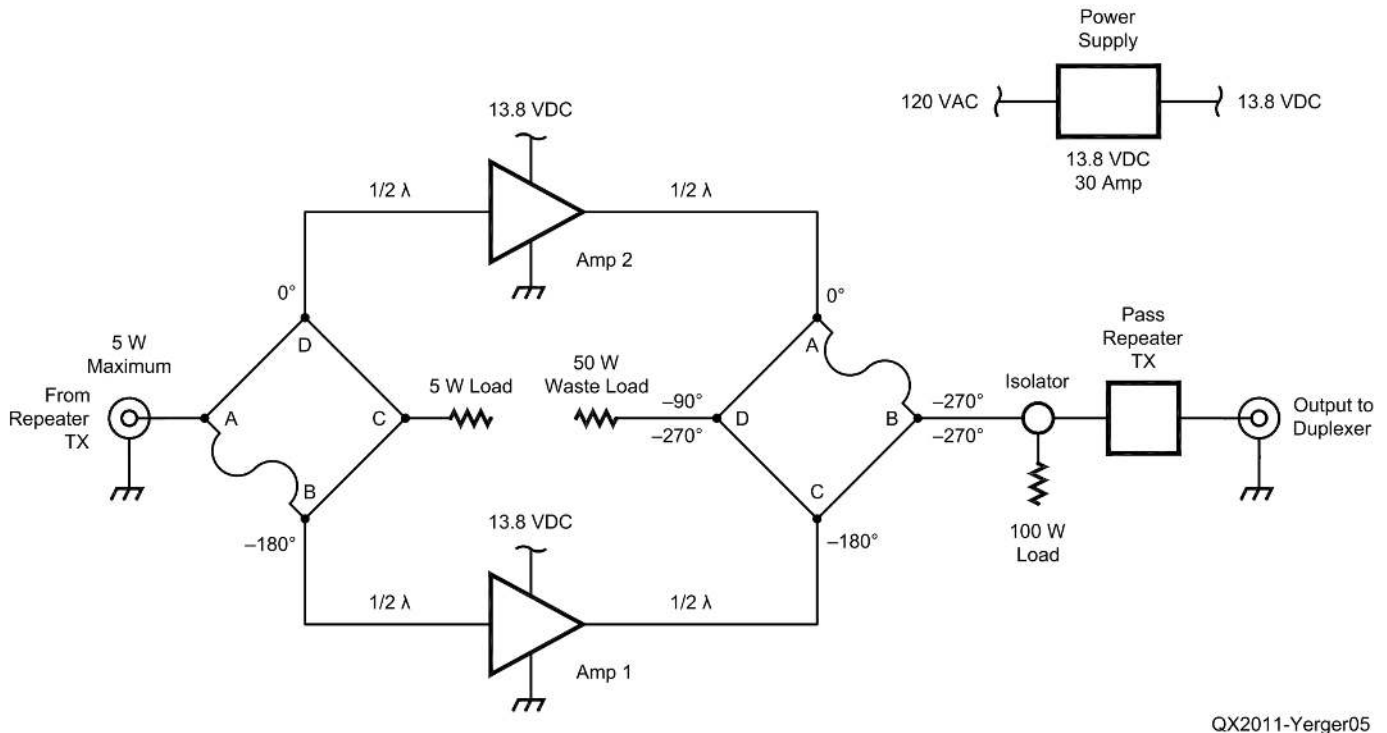 Power
Supply
120 VAC
13.8 VDC
13.8 VDC
30 Amp
13.8 VDC
1/2 λ
1/2 λ
Amp 2
0°
0°
5 W
Maximum
From
Repeater
TX
D
A
C
B
5 W Load
50 W
Waste Load
–90°
–270°
A
D
B
C
–270°
–270°
Isolator
100 W
Load
Pass
Repeater
TX
Output to
Duplexer
–180°
–180°
13.8 VDC
1/2 λ
1/2 λ
Amp 1
QX2011-Yerger05